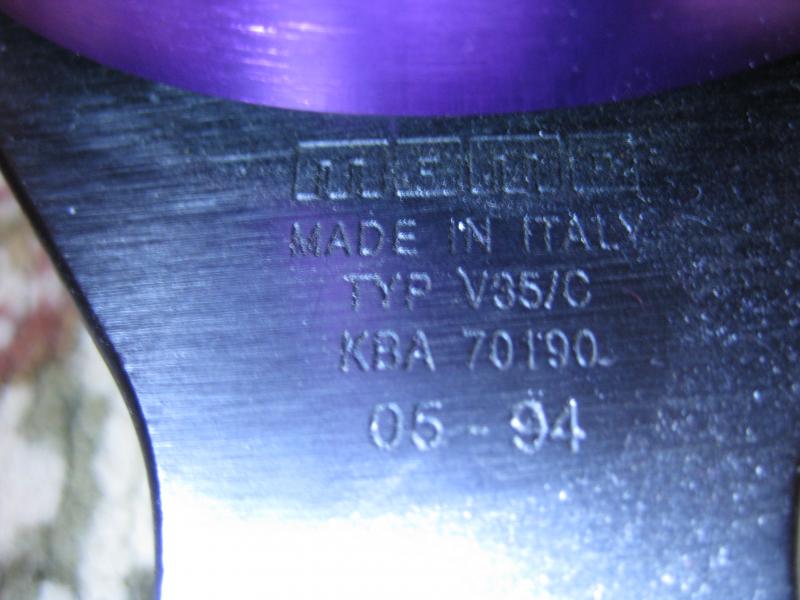 MADE IN ITALY
TYP V35/C
KBA 70190
05 - 94